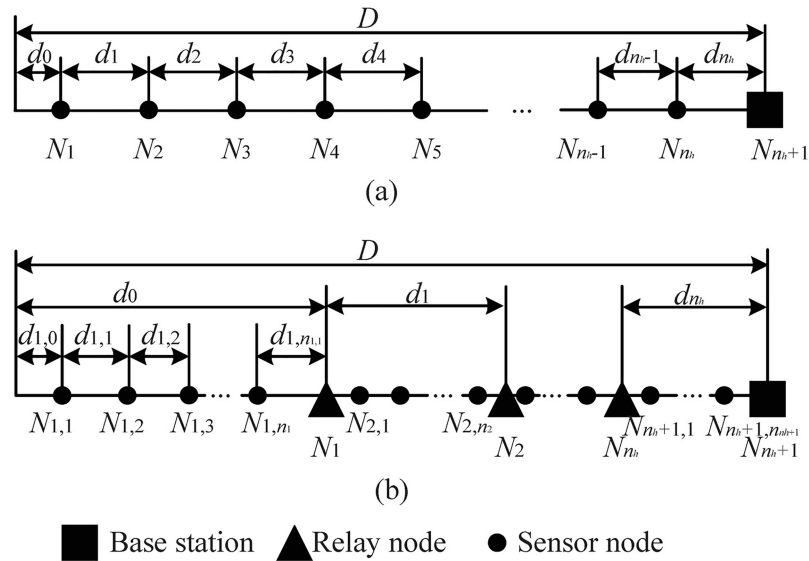 D
d0 d1 d2 d3 d4 dnh-1 dnh
...
N1 N2 N3 N4 N5 Nnh-1 Nnh Nnh+1
(a)
D
d0 d1 dnh
d1,0 d1,1 d1,2 d1,n1,1
... ... ... ...
N1,1 N1,2 N1,3 N1,n1 N2,1 N2,n2 Nnh+1,1 Nnh+1,nnh+1
N1 N2 Nnh Nnh+1
(b)
Base station Relay node Sensor node